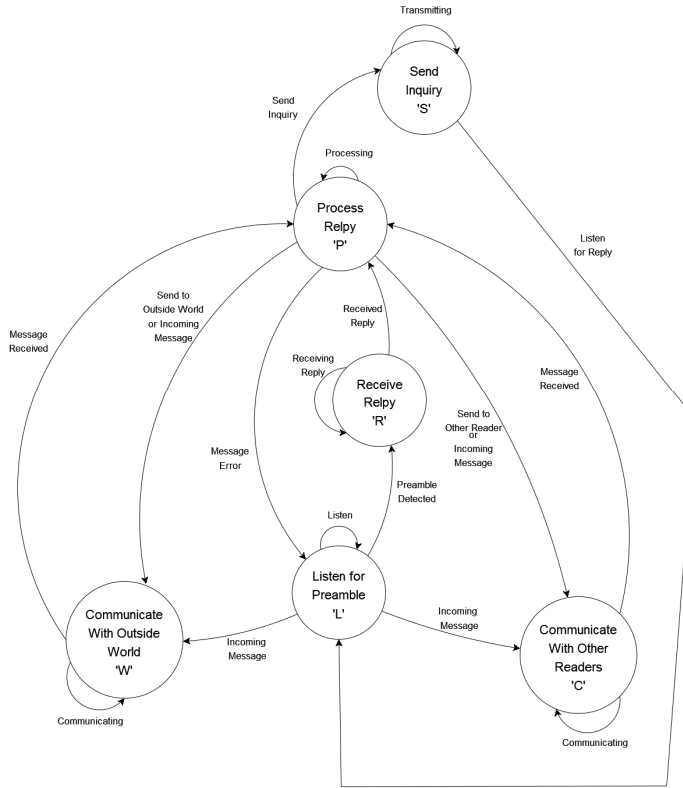 Transmitting
Send
Inquiry
'S'
Send
Inquiry
Processing
Process
Relpy
'P'
Listen
for Reply
Send to
Outside World
or Incoming
Message
Message
Received
Received
Reply
Receiving
Reply
Receive
Relpy
'R'
Message
Received
Send to
Other Reader
or
Incoming
Message
Message
Error
Preamble
Detected
Listen
Listen for
Preamble
'L'
Communicate
With Outside
World
'W'
Incoming
Message
Incoming
Message
Communicate
With Other
Readers
'C'
Communicating
Communicating